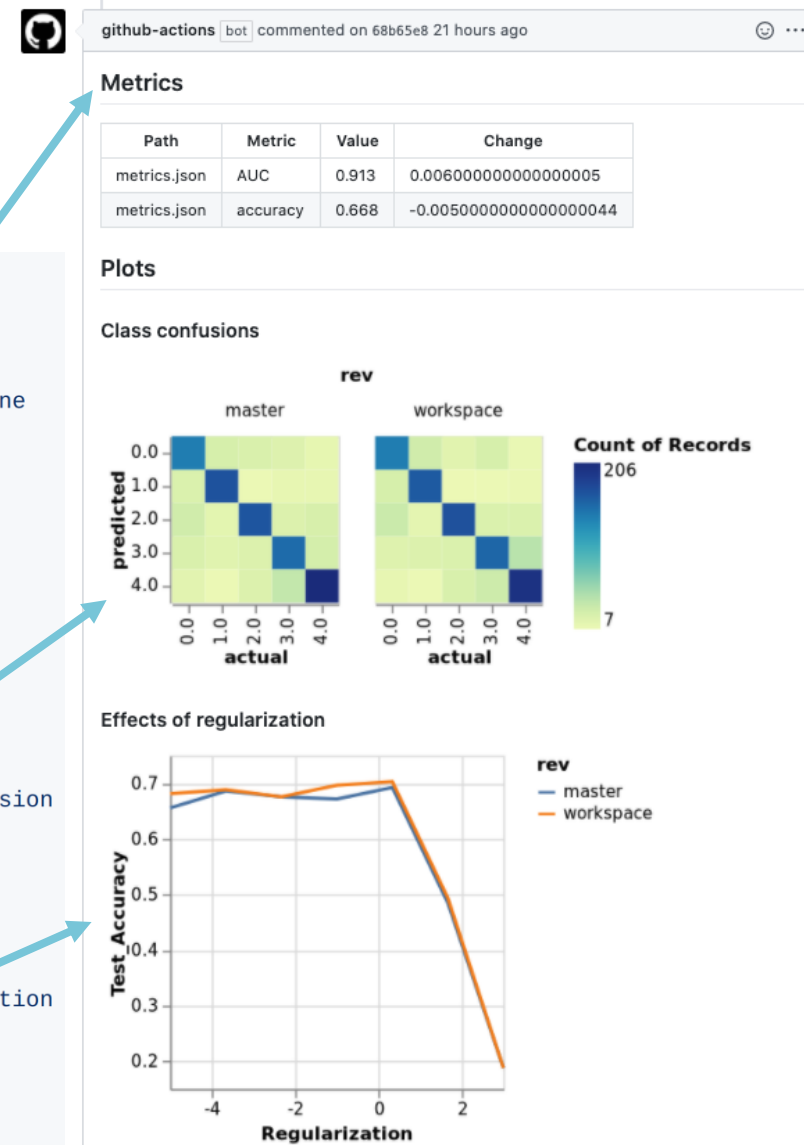 github-actions bot commented on 68b65e8 21 hours ago
Metrics
Path Metric Value Change
metrics.json AUC 0.913 0.006000000000000005
metrics.json accuracy 0.668 -0.0050000000000000044
Plots
ne
Class confusions
rev
master workspace
Count of Records
206
7
predicted
0.0
1.0
2.0
3.0
4.0
0.0 1.0 2.0 3.0 4.0
actual
0.0 1.0 2.0 3.0 4.0
actual
Effects of regularization
sion
rev
master
workspace
Test_Accuracy
0.7
0.6
0.5
0.4
0.3
0.2
tion
-4 -2 0 2
Regularization